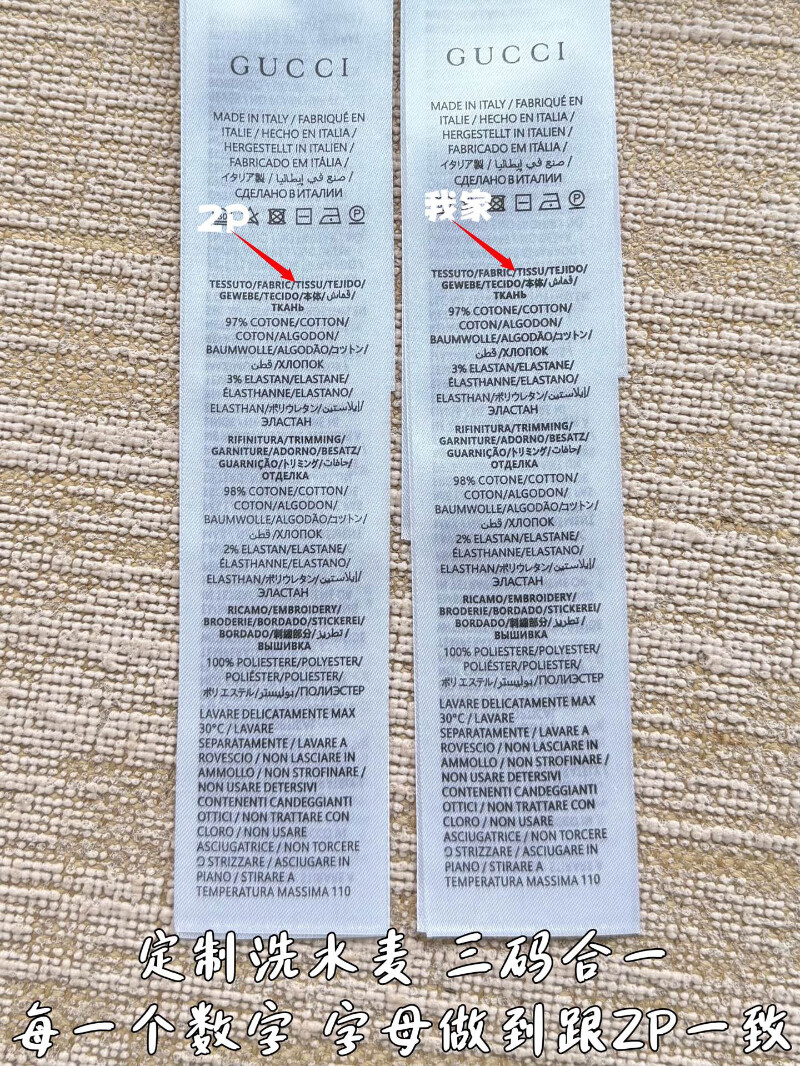 GUCCI
MADE IN ITALY / FABRIQUÉ EN
ITALIE / HECHO EN ITALIA /
HERGESTELLT IN ITALIEN /
FABRICADO EM ITÁLIA /
イタリア製 / صنع في إيطاليا /
СДЕЛАНО В ИТАЛИИ
ZP
TESSUTO/FABRIC/TISSU/TEJIDO/
GEWEBE/TECIDO/本体/قماش/
ТКАНЬ
97% COTONE/COTTON/
COTON/ALGODON/
BAUMWOLLE/ALGODÃO/コットン/
قطن/ХЛОПОК
3% ELASTAN/ELASTANE/
ÉLASTHANNE/ELASTANO/
ELASTHAN/ポリウレタン/إيلاستين/
ЭЛАСТАН
RIFINITURA/TRIMMING/
GARNITURE/ADORNO/BESATZ/
GUARNIÇÃO/トリミング/حافات/
ОТДЕЛКА
98% COTONE/COTTON/
COTON/ALGODON/
BAUMWOLLE/ALGODÃO/コットン/
قطن/ХЛОПОК
2% ELASTAN/ELASTANE/
ÉLASTHANNE/ELASTANO/
ELASTHAN/ポリウレタン/إيلاستين/
ЭЛАСТАН
RICAMO/EMBROIDERY/
BRODERIE/BORDADO/STICKEREI/
BORDADO/刺繍部分/تطريز/
ВЫШИВКА
100% POLIESTERE/POLYESTER/
POLIÉSTER/POLIESTER/
ポリエステル/بوليستر/ПОЛИЭСТЕР
LAVARE DELICATAMENTE MAX
30°C / LAVARE
SEPARATAMENTE / LAVARE A
ROVESCIO / NON LASCIARE IN
AMMOLLO / NON STROFINARE /
NON USARE DETERSIVI
CONTENENTI CANDEGGIANTI
OTTICI / NON TRATTARE CON
CLORO / NON USARE
ASCIUGATRICE / NON TORCERE
O STRIZZARE / ASCIUGARE IN
PIANO / STIRARE A
TEMPERATURA MASSIMA 110
GUCCI
MADE IN ITALY / FABRIQUÉ EN
ITALIE / HECHO EN ITALIA /
HERGESTELLT IN ITALIEN /
FABRICADO EM ITÁLIA /
イタリア製 / صنع في إيطاليا /
СДЕЛАНО В ИТАЛИИ
我家
TESSUTO/FABRIC/TISSU/TEJIDO/
GEWEBE/TECIDO/本体/قماش/
ТКАНЬ
97% COTONE/COTTON/
COTON/ALGODON/
BAUMWOLLE/ALGODÃO/コットン/
قطن/ХЛОПОК
3% ELASTAN/ELASTANE/
ÉLASTHANNE/ELASTANO/
ELASTHAN/ポリウレタン/إيلاستين/
ЭЛАСТАН
RIFINITURA/TRIMMING/
GARNITURE/ADORNO/BESATZ/
GUARNIÇÃO/トリミング/حافات/
ОТДЕЛКА
98% COTONE/COTTON/
COTON/ALGODON/
BAUMWOLLE/ALGODÃO/コットン/
قطن/ХЛОПОК
2% ELASTAN/ELASTANE/
ÉLASTHANNE/ELASTANO/
ELASTHAN/ポリウレタン/إيلاستين/
ЭЛАСТАН
RICAMO/EMBROIDERY/
BRODERIE/BORDADO/STICKEREI/
BORDADO/刺繍部分/تطريز/
ВЫШИВКА
100% POLIESTERE/POLYESTER/
POLIÉSTER/POLIESTER/
ポリエステル/بوليستر/ПОЛИЭСТЕР
LAVARE DELICATAMENTE MAX
30°C / LAVARE
SEPARATAMENTE / LAVARE A
ROVESCIO / NON LASCIARE IN
AMMOLLO / NON STROFINARE /
NON USARE DETERSIVI
CONTENENTI CANDEGGIANTI
OTTICI / NON TRATTARE CON
CLORO / NON USARE
ASCIUGATRICE / NON TORCERE
O STRIZZARE / ASCIUGARE IN
PIANO / STIRARE A
TEMPERATURA MASSIMA 110
定制洗水麦 三码合一
每一个数字 字母做到跟ZP一致